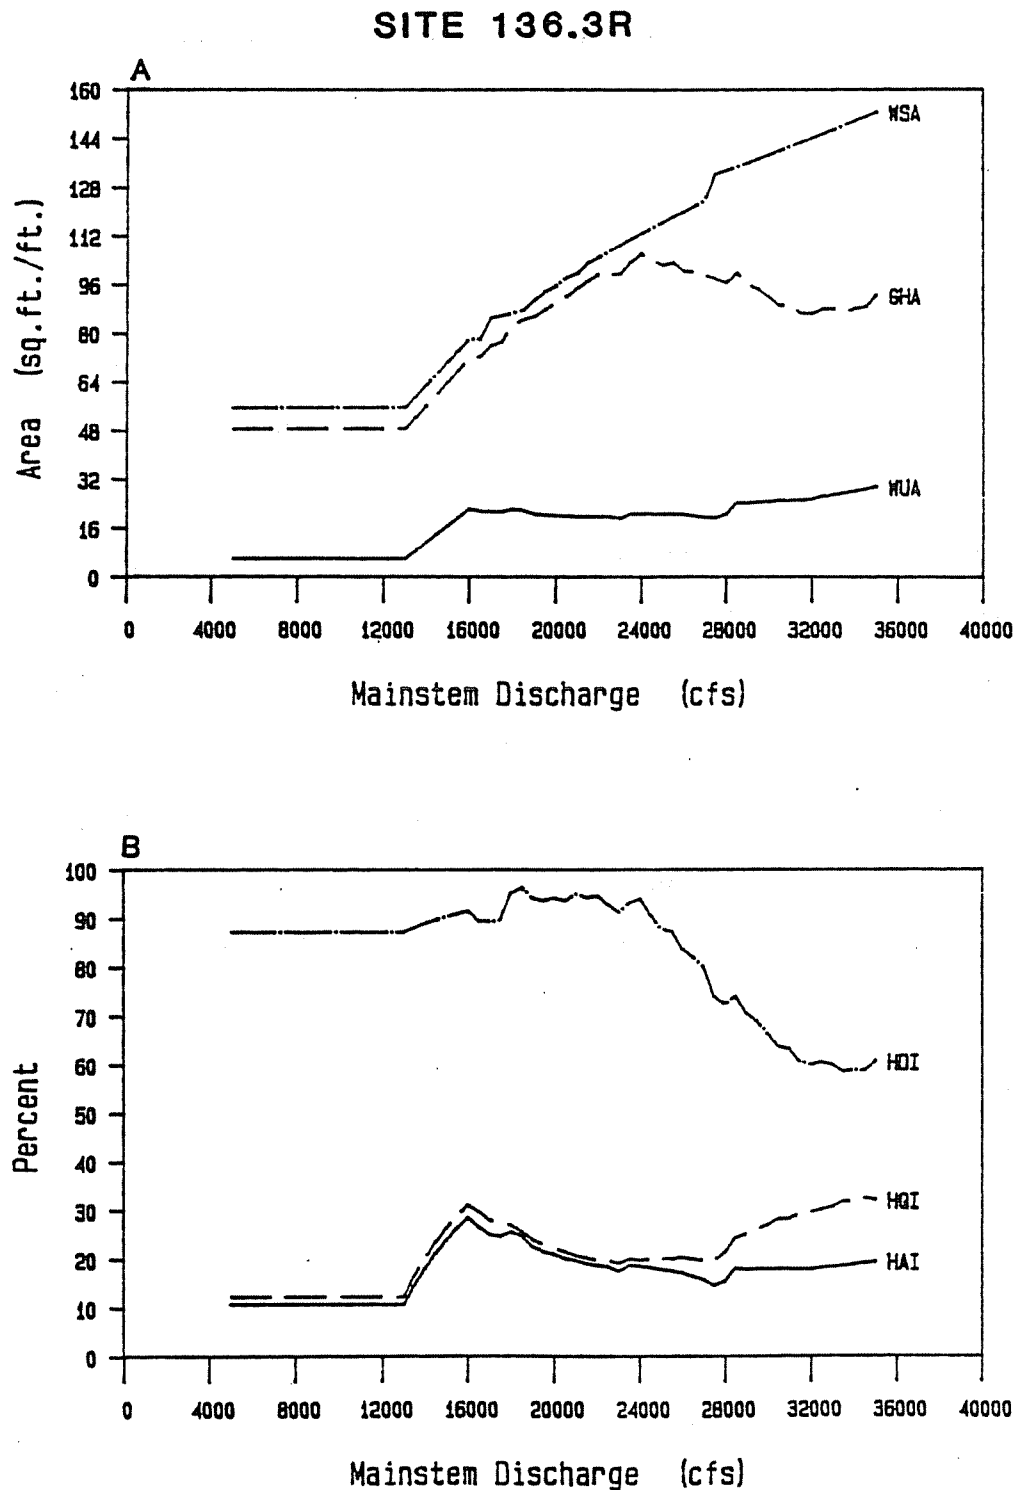 SITE 136.3R
A
160
144
128
112
96
80
64
48
32
16
0
Area (sq.ft./ft.)
WSA
GHA
WUA
0 4000 8000 12000 16000 20000 24000 28000 32000 36000 40000
Mainstem Discharge (cfs)
B
100
90
80
70
60
50
40
30
20
10
0
Percent
HDI
HQI
HAI
0 4000 8000 12000 16000 20000 24000 28000 32000 36000 40000
Mainstem Discharge (cfs)